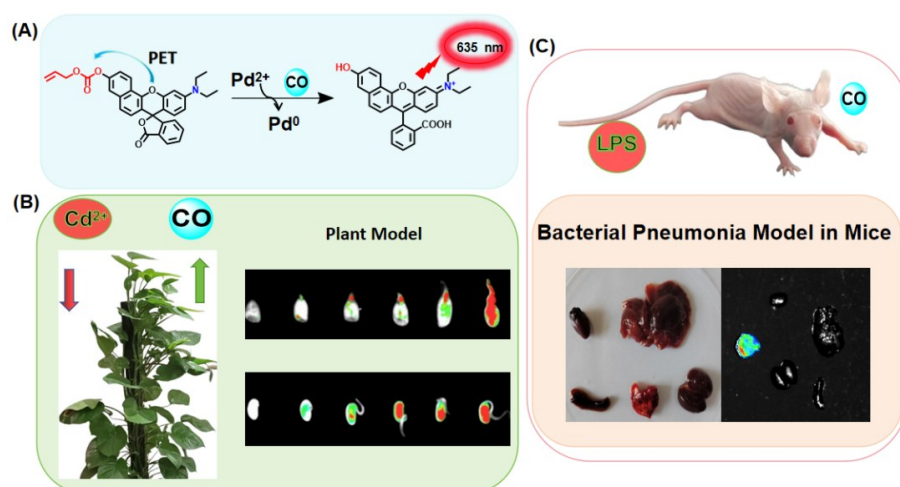 (A)
PET
O
O
O
O
N
O
O
Pd²⁺
CO
Pd⁰
HO
O
N⁺
COOH
635 nm
(B)
Cd²⁺
CO
Plant Model
(C)
CO
LPS
Bacterial Pneumonia Model in Mice